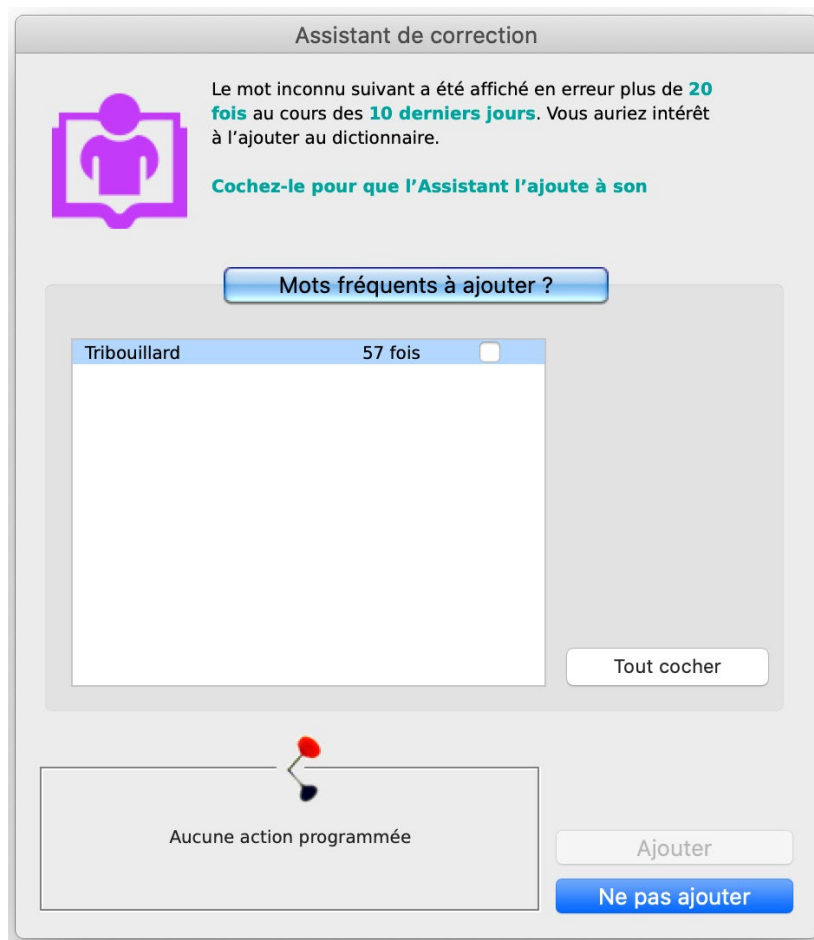 Assistant de correction
Le mot inconnu suivant a été affiché en erreur plus de 20
fois au cours des 10 derniers jours. Vous auriez intérêt
à l’ajouter au dictionnaire.
Cochez-le pour que l’Assistant l’ajoute à son
Mots fréquents à ajouter ?
Tribouillard 57 fois
Tout cocher
Aucune action programmée
Ajouter
Ne pas ajouter